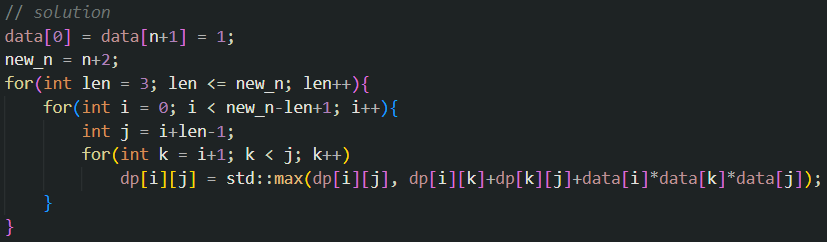 // solution
data[0] = data[n+1] = 1;
new_n = n+2;
for(int len = 3; len <= new_n; len++){
    for(int i = 0; i < new_n-len+1; i++){
        int j = i+len-1;
        for(int k = i+1; k < j; k++)
            dp[i][j] = std::max(dp[i][j], dp[i][k]+dp[k][j]+data[i]*data[k]*data[j]);
    }
}